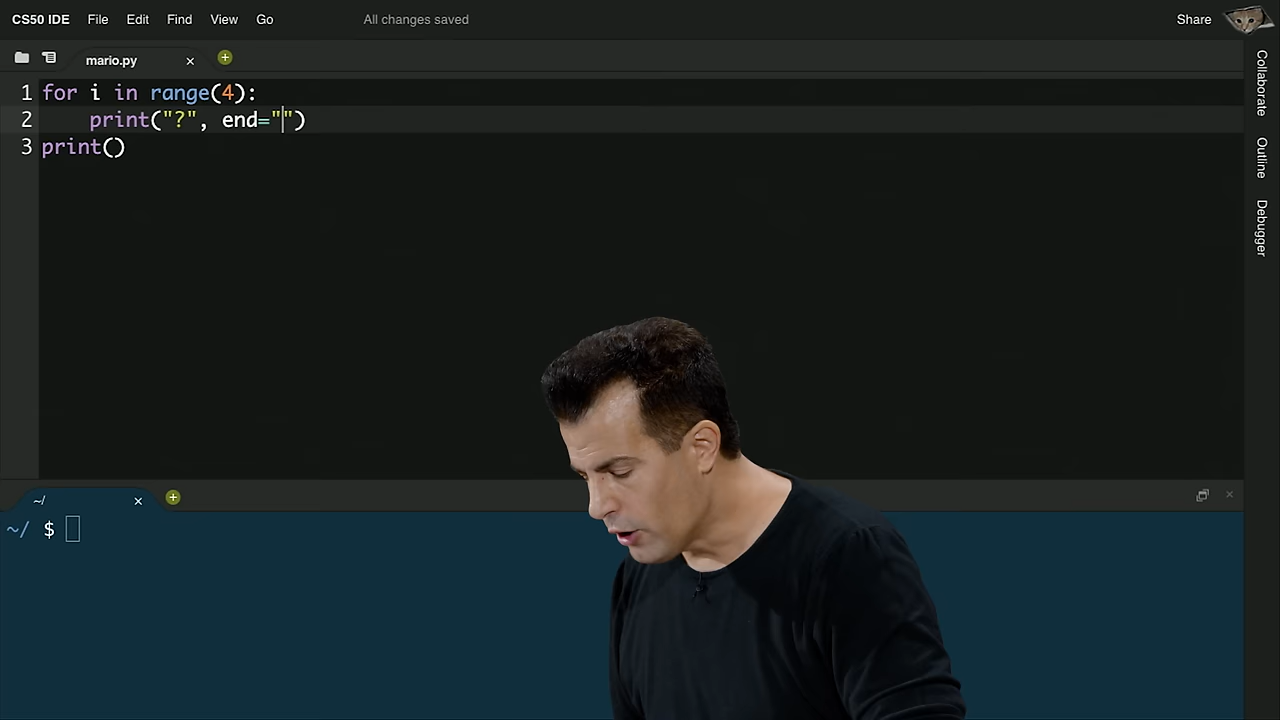 CS50 IDE File Edit Find View Go All changes saved Share
mario.py x +
1 for i in range(4):
2     print("?", end="")
3 print()
Collaborate
Outline
Debugger
~/ x +
~/ $